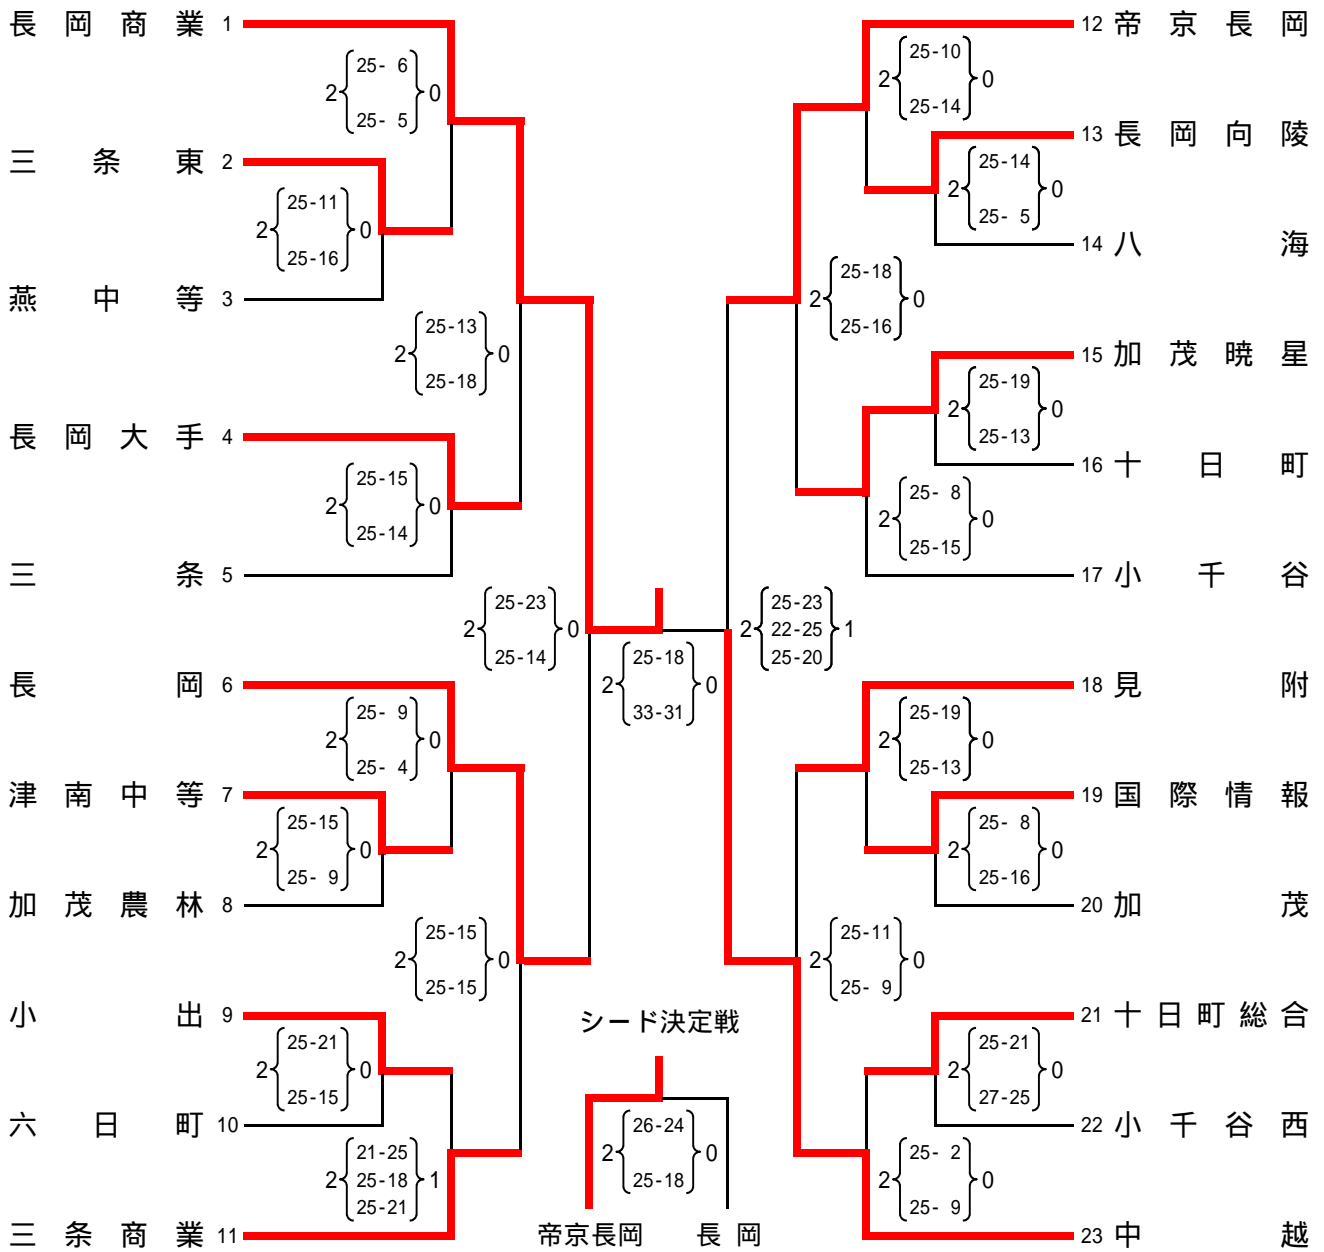 長岡商業 1
2 25- 6 0
25- 5
三条東 2
2 25-11 0
25-16
燕中等 3
2 25-13 0
25-18
長岡大手 4
2 25-15 0
25-14
三条 5
2 25-23 0
25-14
長岡 6
2 25- 9 0
25- 4
津南中等 7
2 25-15 0
25- 9
加茂農林 8
2 25-15 0
25-15
小出 9
2 25-21 0
25-15
六日町 10
21-25
2 25-18 1
25-21
三条商業 11
2 25-18 0
33-31
シード決定戦
2 26-24 0
25-18
帝京長岡 長岡
12 帝京長岡
2 25-10 0
25-14
13 長岡向陵
2 25-14 0
25- 5
14 八海
2 25-18 0
25-16
15 加茂暁星
2 25-19 0
25-13
16 十日町
2 25- 8 0
25-15
17 小千谷
25-23
2 22-25 1
25-20
18 見附
2 25-19 0
25-13
19 国際情報
2 25- 8 0
25-16
20 加茂
2 25-11 0
25- 9
21 十日町総合
2 25-21 0
27-25
22 小千谷西
2 25- 2 0
25- 9
23 中越